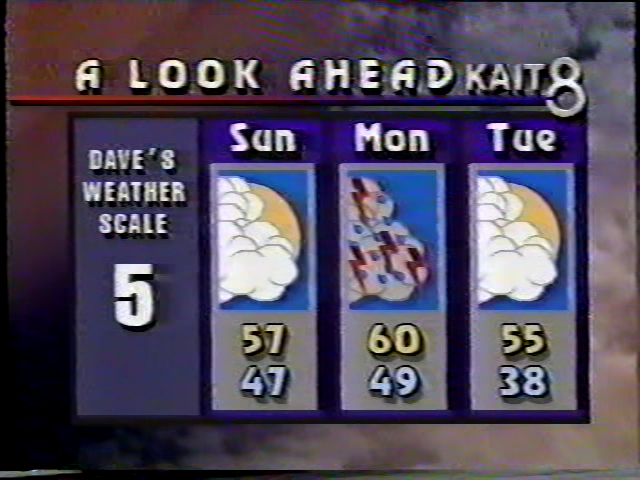 A LOOK AHEAD KAIT 8
DAVE'S
WEATHER
SCALE
5
Sun Mon Tue
57 60 55
47 49 38